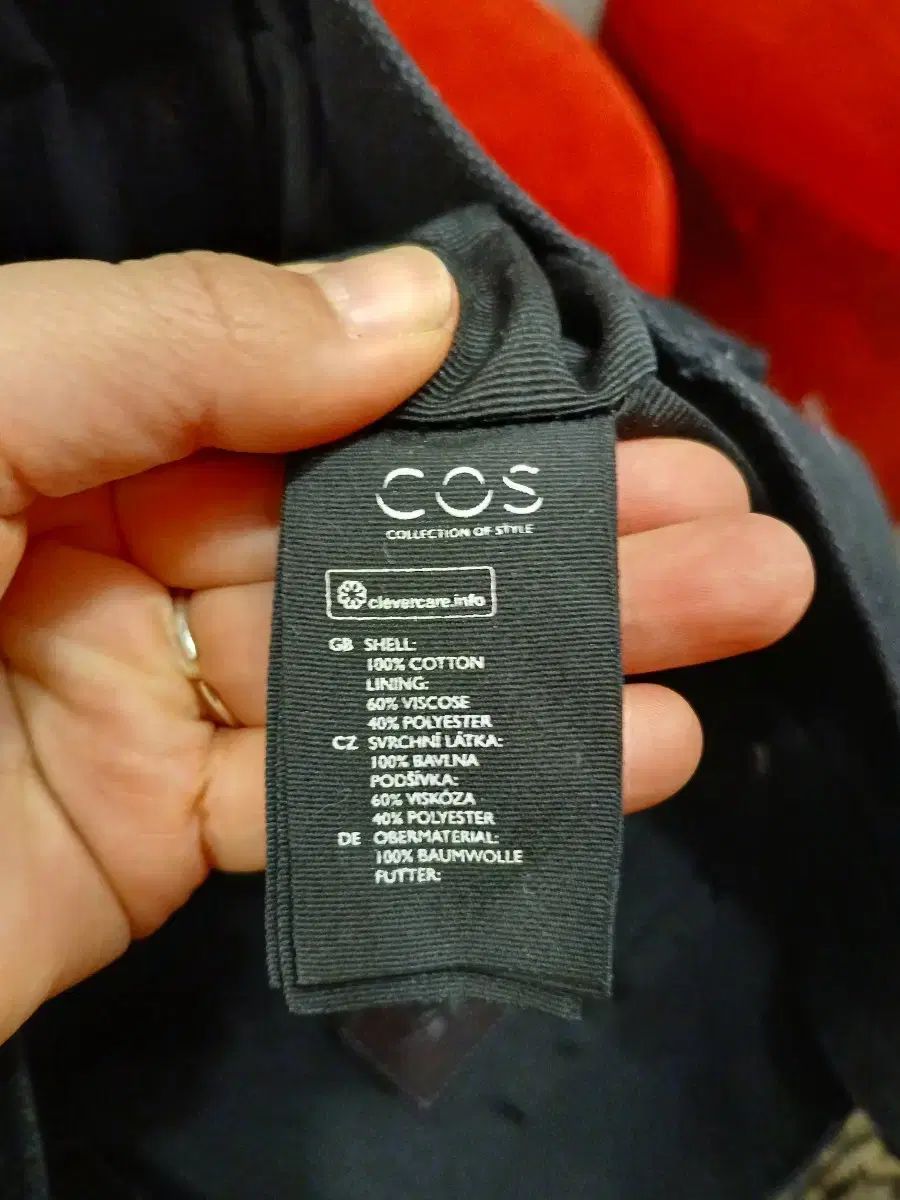 COS
COLLECTION OF STYLE
clevercare.info
GB SHELL:
100% COTTON
LINING:
60% VISCOSE
40% POLYESTER
CZ SVRCHNÍ LÁTKA:
100% BAVLNA
PODŠÍVKA:
60% VISKÓZA
40% POLYESTER
DE OBERMATERIAL:
100% BAUMWOLLE
FUTTER: